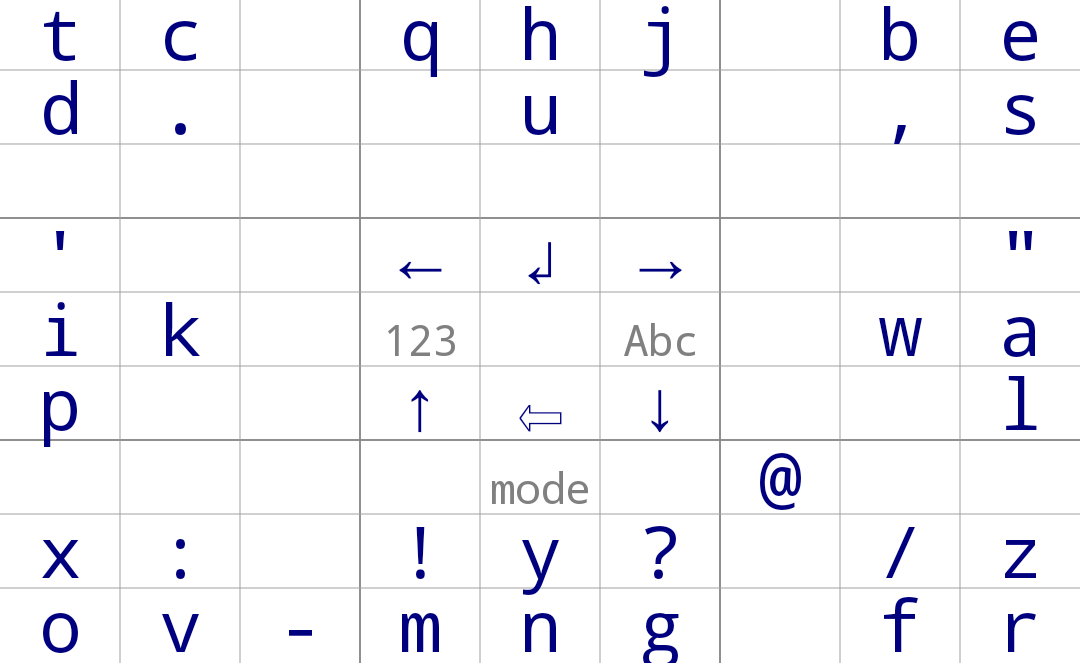 t c q h j b e
d . u , s
' ← ↲ → "
i k 123 Abc w a
p ↑ ⇦ ↓ l
mode @
x : ! y ? / z
o v - m n g f r